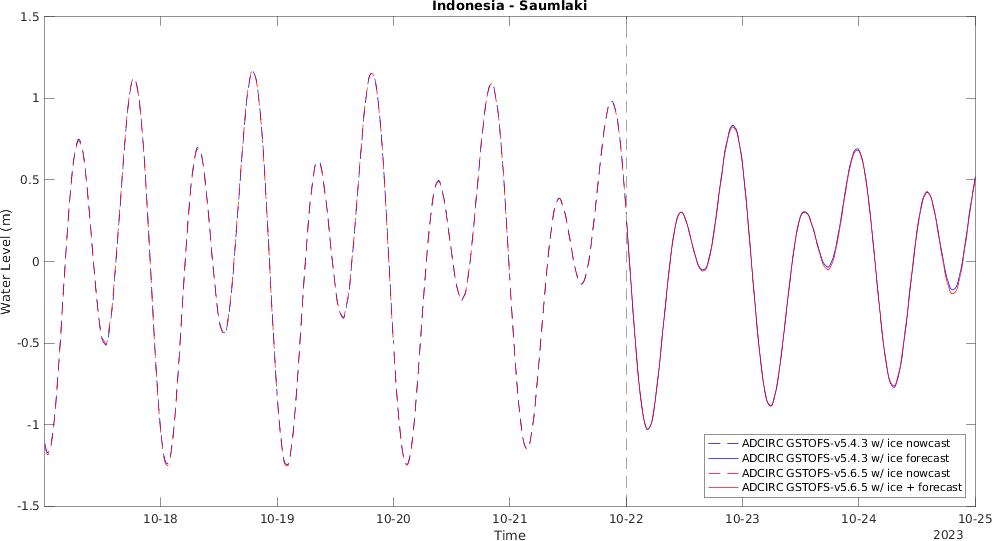 Indonesia - Saumlaki
1.5
1
0.5
0
-0.5
-1
-1.5
Water Level (m)
10-18
10-19
10-20
10-21
10-22
10-23
10-24
10-25
Time
2023
ADCIRC GSTOFS-v5.4.3 w/ ice nowcast
ADCIRC GSTOFS-v5.4.3 w/ ice forecast
ADCIRC GSTOFS-v5.6.5 w/ ice nowcast
ADCIRC GSTOFS-v5.6.5 w/ ice + forecast